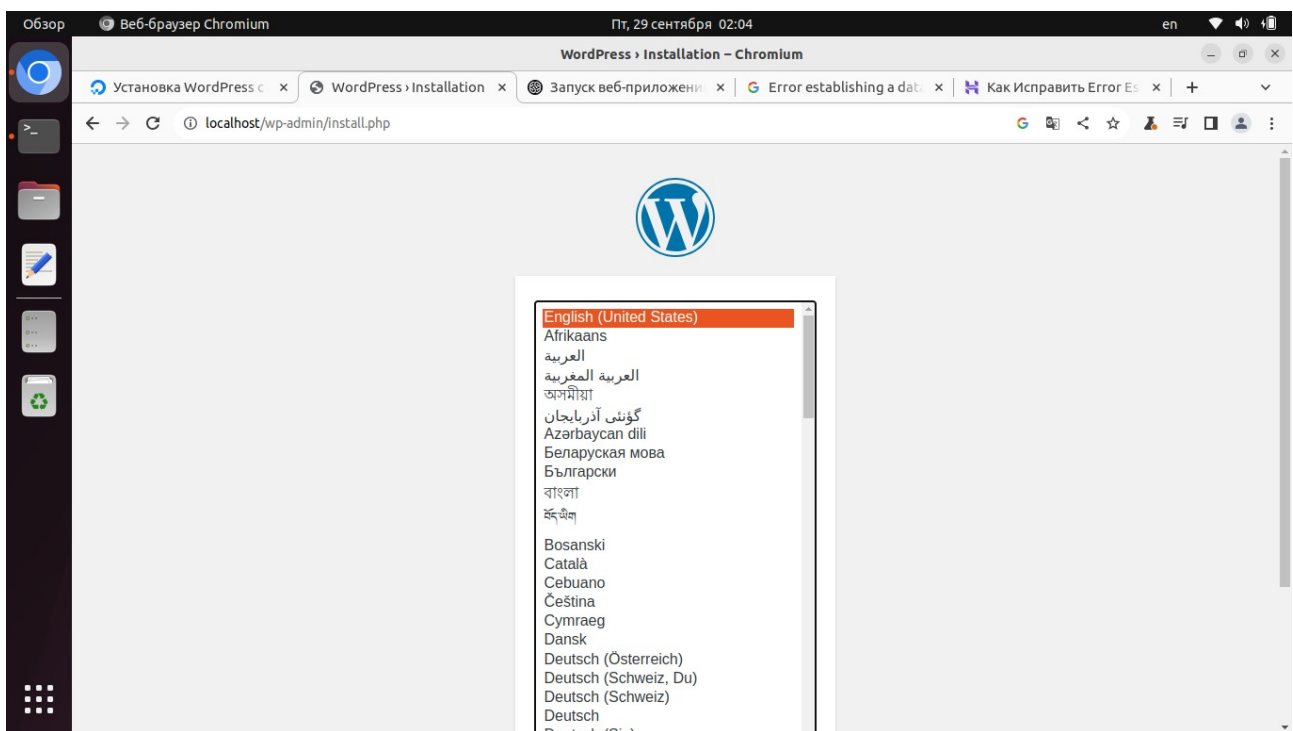 Обзор Веб-браузер Chromium Пт, 29 сентября 02:04 en
WordPress › Installation – Chromium
Установка WordPress с WordPress › Installation Запуск веб-приложени Error establishing a dat Как Исправить Error Es
localhost/wp-admin/install.php
English (United States)
Afrikaans
العربية
العربية المغربية
অসমীয়া
گؤنئی آذربایجان
Azərbaycan dili
Беларуская мова
Български
বাংলা
བོད་ཡིག
Bosanski
Català
Cebuano
Čeština
Cymraeg
Dansk
Deutsch (Österreich)
Deutsch (Schweiz, Du)
Deutsch (Schweiz)
Deutsch